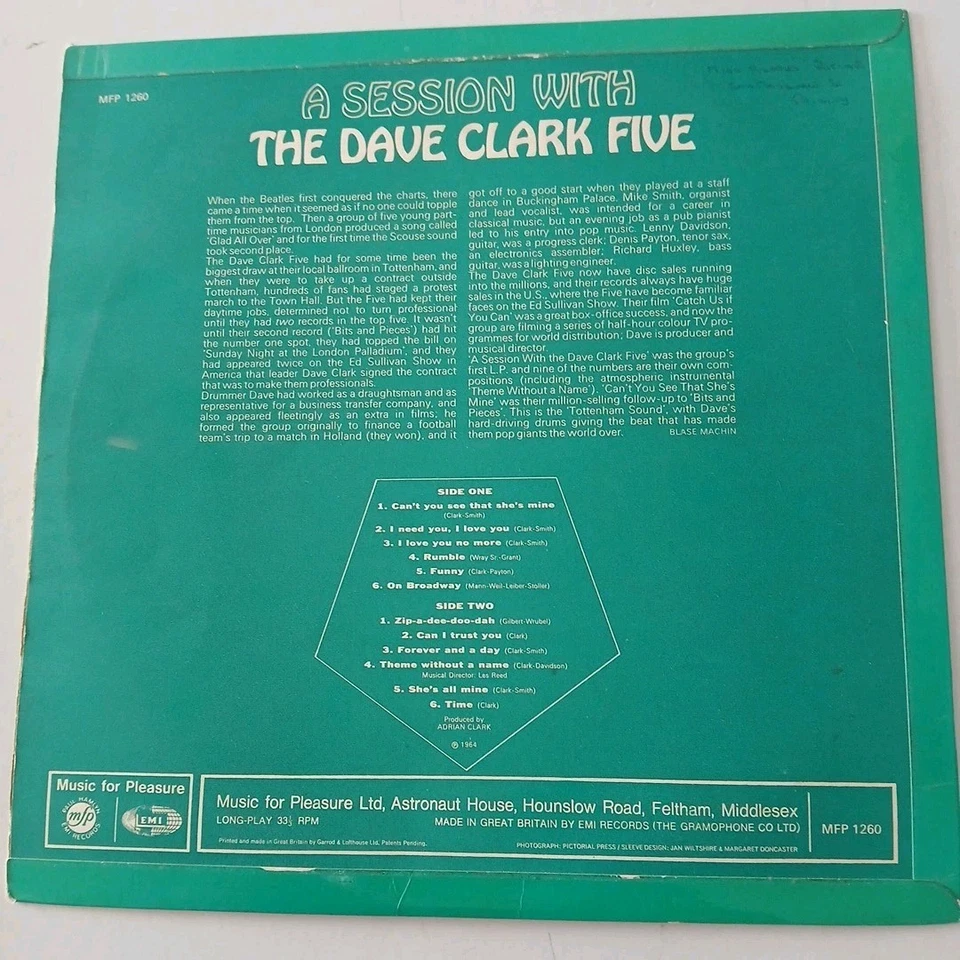 MFP 1260
A SESSION WITH
THE DAVE CLARK FIVE
When the Beatles first conquered the charts, there
came a time when it seemed as if no one could topple
them from the top. Then a group of five young part-
time musicians from London produced a song called
'Glad All Over' and for the first time the Scouse sound
took second place.
The Dave Clark Five had for some time been the
biggest draw at their local ballroom in Tottenham, and
when they were to take up a contract outside
Tottenham, hundreds of fans had staged a protest
march to the Town Hall. But the Five had kept their
daytime jobs, determined not to turn professional
until they had two records in the top five. It wasn't
until their second record ('Bits and Pieces') had hit
the number one spot, they had topped the bill on
'Sunday Night at the London Palladium', and they
had appeared twice on the Ed Sullivan Show in
America that leader Dave Clark signed the contract
that was to make them professionals.
Drummer Dave had worked as a draughtsman and as
representative for a business transfer company, and
also appeared fleetingly as an extra in films; he
formed the group originally to finance a football
team's trip to a match in Holland (they won), and it
got off to a good start when they played at a staff
dance in Buckingham Palace. Mike Smith, organist
and lead vocalist, was intended for a career in
classical music, but an evening job as a pub pianist
led to his entry into pop music. Lenny Davidson,
guitar, was a progress clerk; Denis Payton, tenor sax,
an electronics assembler; Richard Huxley, bass
guitar, was a lighting engineer.
The Dave Clark Five now have disc sales running
into the millions, and their records always have huge
sales in the U.S., where the Five have become familiar
faces on the Ed Sullivan Show. Their film 'Catch Us if
You Can' was a great box-office success, and now the
group are filming a series of half-hour colour TV pro-
grammes for world distribution; Dave is producer and
musical director.
'A Session With the Dave Clark Five' was the group's
first L.P. and nine of the numbers are their own com-
positions (including the atmospheric instrumental
'Theme Without a Name'). 'Can't You See That She's
Mine' was their million-selling follow-up to 'Bits and
Pieces'. This is the 'Tottenham Sound', with Dave's
hard-driving drums giving the beat that has made
them pop giants the world over. BLASE MACHIN
SIDE ONE
1. Can't you see that she's mine
(Clark-Smith)
2. I need you, I love you (Clark-Smith)
3. I love you no more (Clark-Smith)
4. Rumble (Wray Sr.-Grant)
5. Funny (Clark-Payton)
6. On Broadway (Mann-Weil-Leiber-Stoller)
SIDE TWO
1. Zip-a-dee-doo-dah (Gilbert-Wrubel)
2. Can I trust you (Clark)
3. Forever and a day (Clark-Smith)
4. Theme without a name (Clark-Davidson)
Musical Director: Les Reed
5. She's all mine (Clark-Smith)
6. Time (Clark)
Produced by
ADRIAN CLARK
℗ 1964
Music for Pleasure
PAUL HAMLYN
mfp
EMI RECORDS
EMI
Music for Pleasure Ltd, Astronaut House, Hounslow Road, Feltham, Middlesex
LONG-PLAY 33⅓ RPM
MADE IN GREAT BRITAIN BY EMI RECORDS (THE GRAMOPHONE CO LTD)
MFP 1260
Printed and made in Great Britain by Garrod & Lofthouse Ltd. Patents Pending.
PHOTOGRAPH: PICTORIAL PRESS / SLEEVE DESIGN: JAN WILTSHIRE & MARGARET DONCASTER